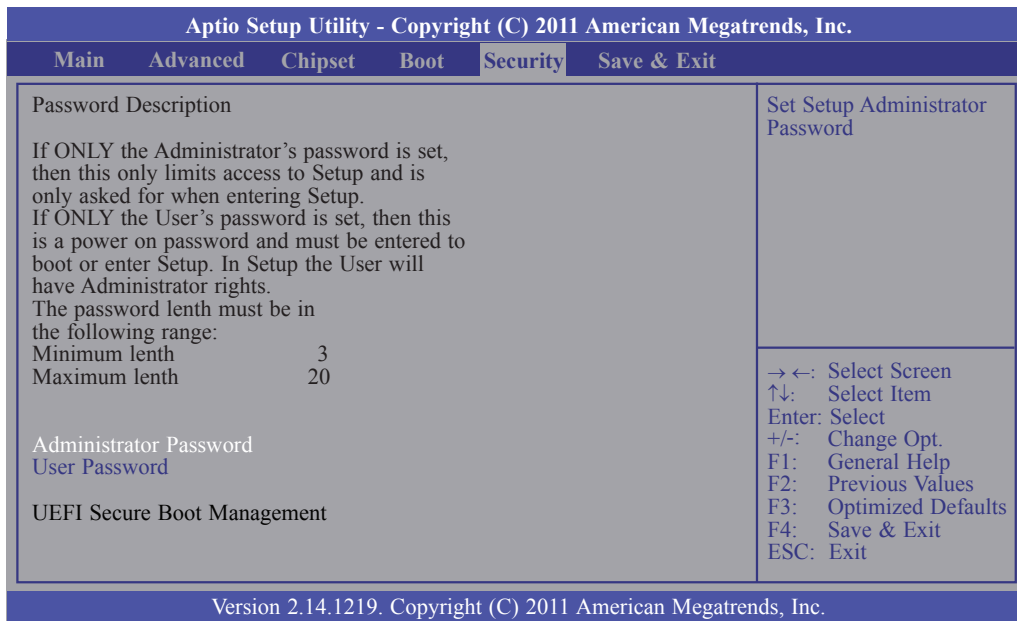 Aptio Setup Utility - Copyright (C) 2011 American Megatrends, Inc.
Main Advanced Chipset Boot Security Save & Exit
Password Description
If ONLY the Administrator's password is set,
then this only limits access to Setup and is
only asked for when entering Setup.
If ONLY the User's password is set, then this
is a power on password and must be entered to
boot or enter Setup. In Setup the User will
have Administrator rights.
The password lenth must be in
the following range:
Minimum lenth 3
Maximum lenth 20
Administrator Password
User Password
UEFI Secure Boot Management
Set Setup Administrator
Password
→ ←: Select Screen
↑↓: Select Item
Enter: Select
+/-: Change Opt.
F1: General Help
F2: Previous Values
F3: Optimized Defaults
F4: Save & Exit
ESC: Exit
Version 2.14.1219. Copyright (C) 2011 American Megatrends, Inc.